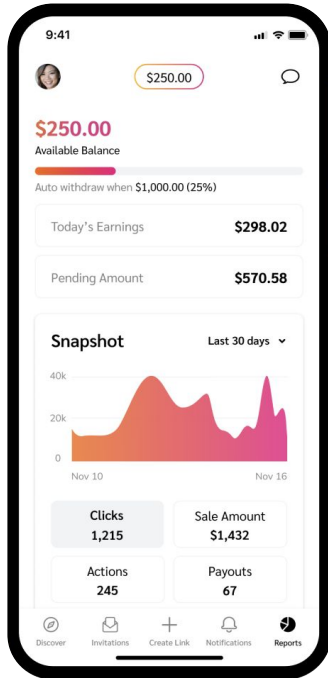 9:41
$250.00
$250.00
Available Balance
Auto withdraw when $1,000.00 (25%)
Today's Earnings $298.02
Pending Amount $570.58
Snapshot Last 30 days
40k
20k
0
Nov 10 Nov 16
Clicks Sale Amount
1,215 $1,432
Actions Payouts
245 67
Discover Invitations Create Link Notifications Reports